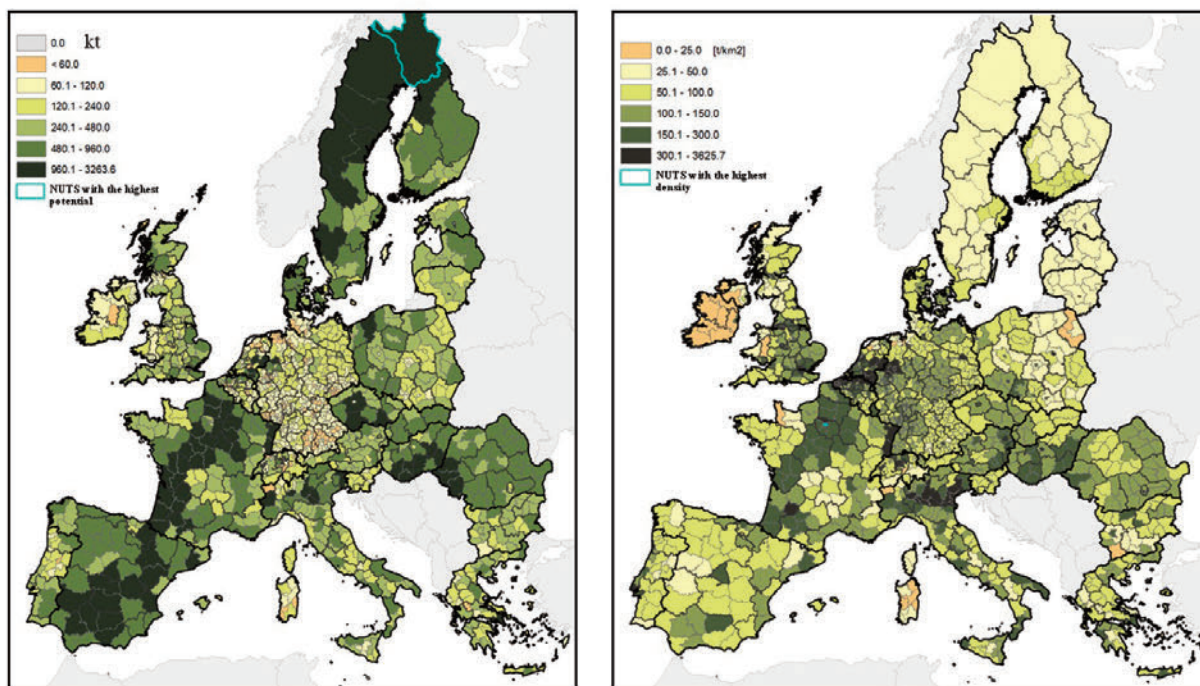 0.0 kt
< 60.0
60.1 - 120.0
120.1 - 240.0
240.1 - 480.0
480.1 - 960.0
960.1 - 3263.6
NUTS with the highest
potential
0.0 - 25.0 [t/km2]
25.1 - 50.0
50.1 - 100.0
100.1 - 150.0
150.1 - 300.0
300.1 - 3625.7
NUTS with the highest
density